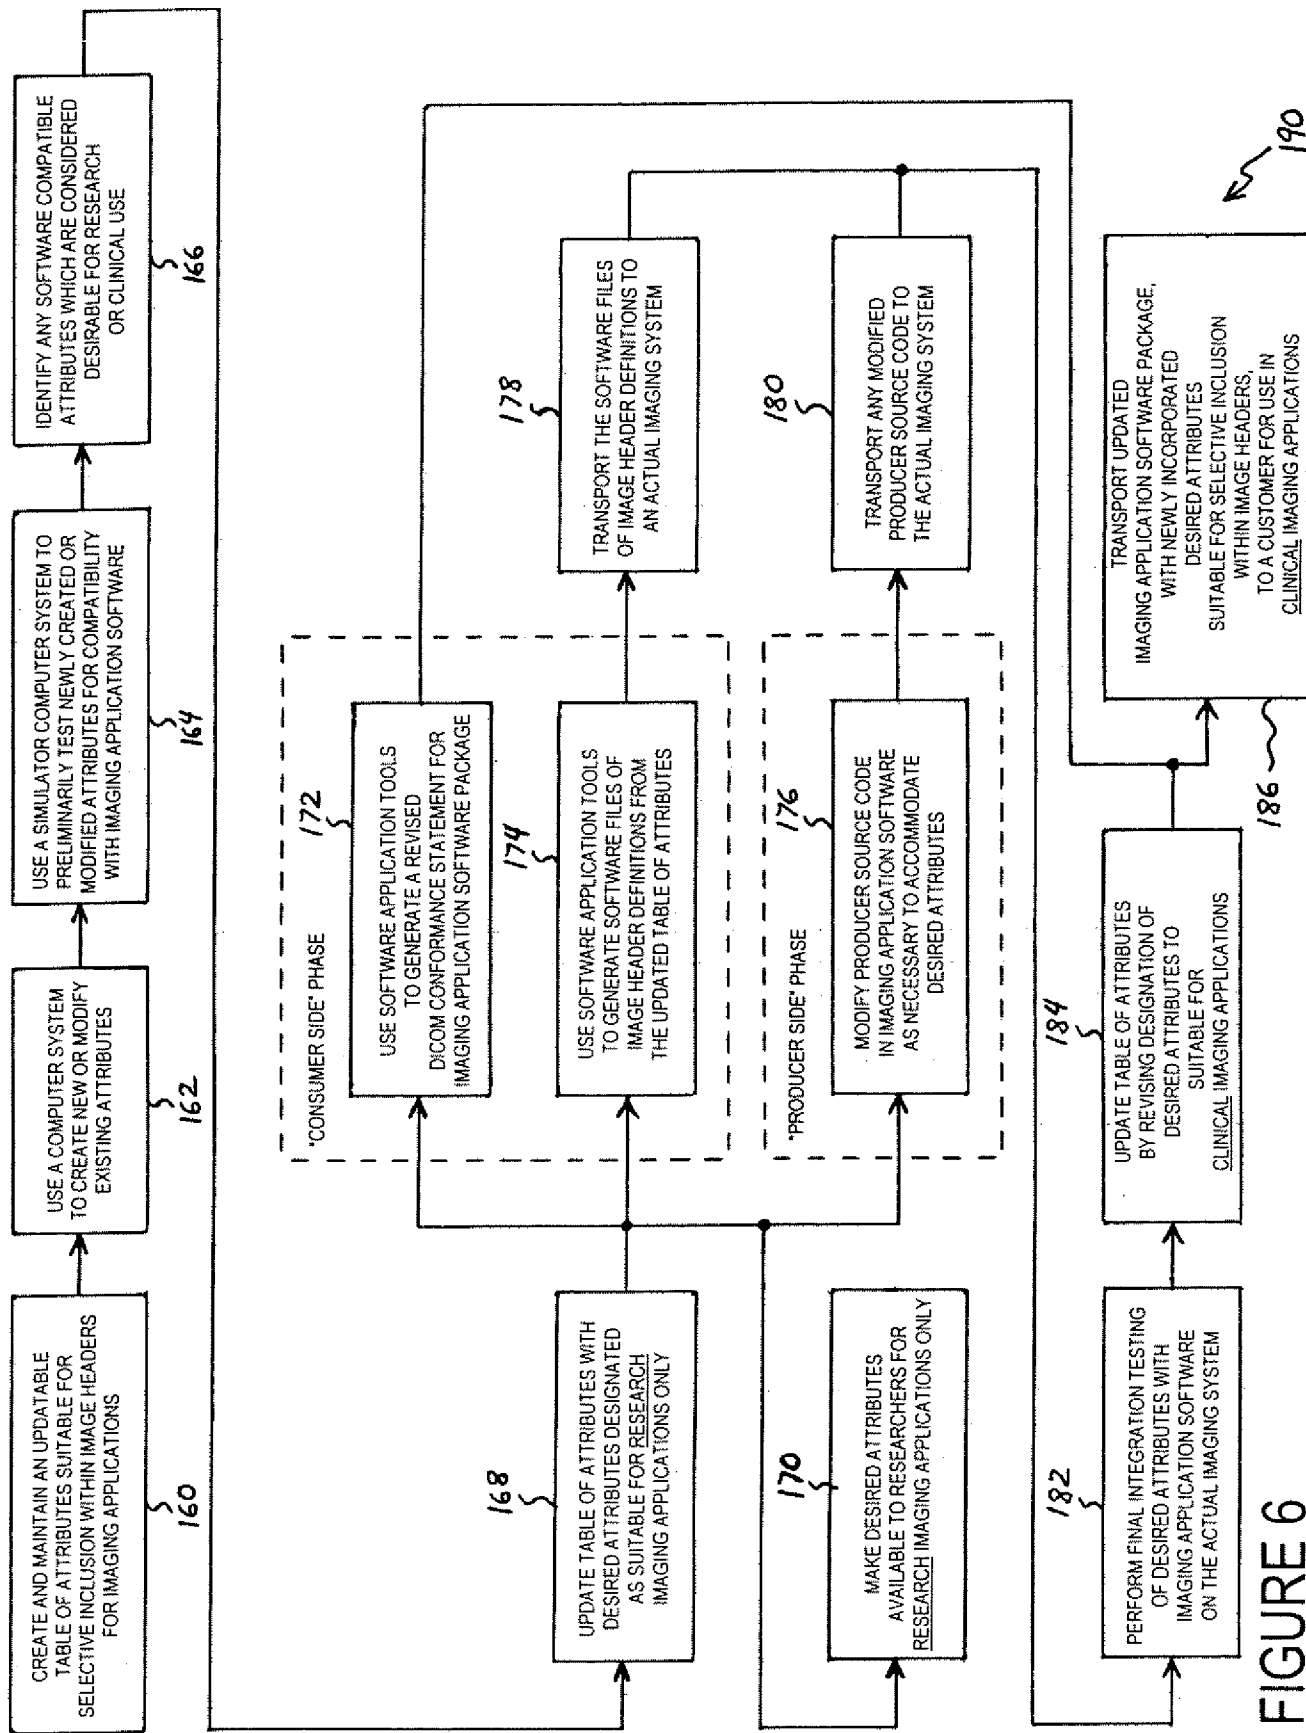 CREATE AND MAINTAIN AN UPDATABLE
TABLE OF ATTRIBUTES SUITABLE FOR
SELECTIVE INCLUSION WITHIN IMAGE HEADERS
FOR IMAGING APPLICATIONS
160
USE A COMPUTER SYSTEM
TO CREATE NEW OR MODIFY
EXISTING ATTRIBUTES
162
USE A SIMULATOR COMPUTER SYSTEM TO
PRELIMINARILY TEST NEWLY CREATED OR
MODIFIED ATTRIBUTES FOR COMPATIBILITY
WITH IMAGING APPLICATION SOFTWARE
164
IDENTIFY ANY SOFTWARE COMPATIBLE
ATTRIBUTES WHICH ARE CONSIDERED
DESIRABLE FOR RESEARCH
OR CLINICAL USE
166
168
UPDATE TABLE OF ATTRIBUTES WITH
DESIRED ATTRIBUTES DESIGNATED
AS SUITABLE FOR RESEARCH
IMAGING APPLICATIONS ONLY
170
MAKE DESIRED ATTRIBUTES
AVAILABLE TO RESEARCHERS FOR
RESEARCH IMAGING APPLICATIONS ONLY
"CONSUMER SIDE" PHASE
172
USE SOFTWARE APPLICATION TOOLS
TO GENERATE A REVISED
DICOM CONFORMANCE STATEMENT FOR
IMAGING APPLICATION SOFTWARE PACKAGE
174
USE SOFTWARE APPLICATION TOOLS
TO GENERATE SOFTWARE FILES OF
IMAGE HEADER DEFINITIONS FROM
THE UPDATED TABLE OF ATTRIBUTES
"PRODUCER SIDE" PHASE
176
MODIFY PRODUCER SOURCE CODE
IN IMAGING APPLICATION SOFTWARE
AS NECESSARY TO ACCOMMODATE
DESIRED ATTRIBUTES
178
TRANSPORT THE SOFTWARE FILES
OF IMAGE HEADER DEFINITIONS TO
AN ACTUAL IMAGING SYSTEM
180
TRANSPORT ANY MODIFIED
PRODUCER SOURCE CODE TO
THE ACTUAL IMAGING SYSTEM
182
PERFORM FINAL INTEGRATION TESTING
OF DESIRED ATTRIBUTES WITH
IMAGING APPLICATION SOFTWARE
ON THE ACTUAL IMAGING SYSTEM
184
UPDATE TABLE OF ATTRIBUTES
BY REVISING DESIGNATION OF
DESIRED ATTRIBUTES TO
SUITABLE FOR
CLINICAL IMAGING APPLICATIONS
TRANSPORT UPDATED
IMAGING APPLICATION SOFTWARE PACKAGE,
WITH NEWLY INCORPORATED
DESIRED ATTRIBUTES
SUITABLE FOR SELECTIVE INCLUSION
WITHIN IMAGE HEADERS,
TO A CUSTOMER FOR USE IN
CLINICAL IMAGING APPLICATIONS
186
190
FIGURE 6